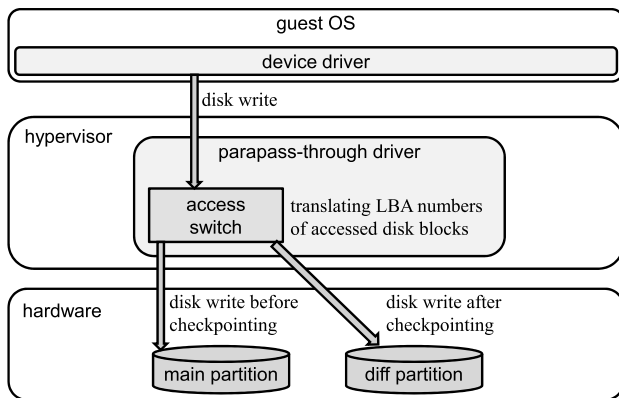 guest OS
device driver
disk write
hypervisor
parapass-through driver
access
switch
translating LBA numbers
of accessed disk blocks
hardware
disk write before
checkpointing
disk write after
checkpointing
main partition
diff partition